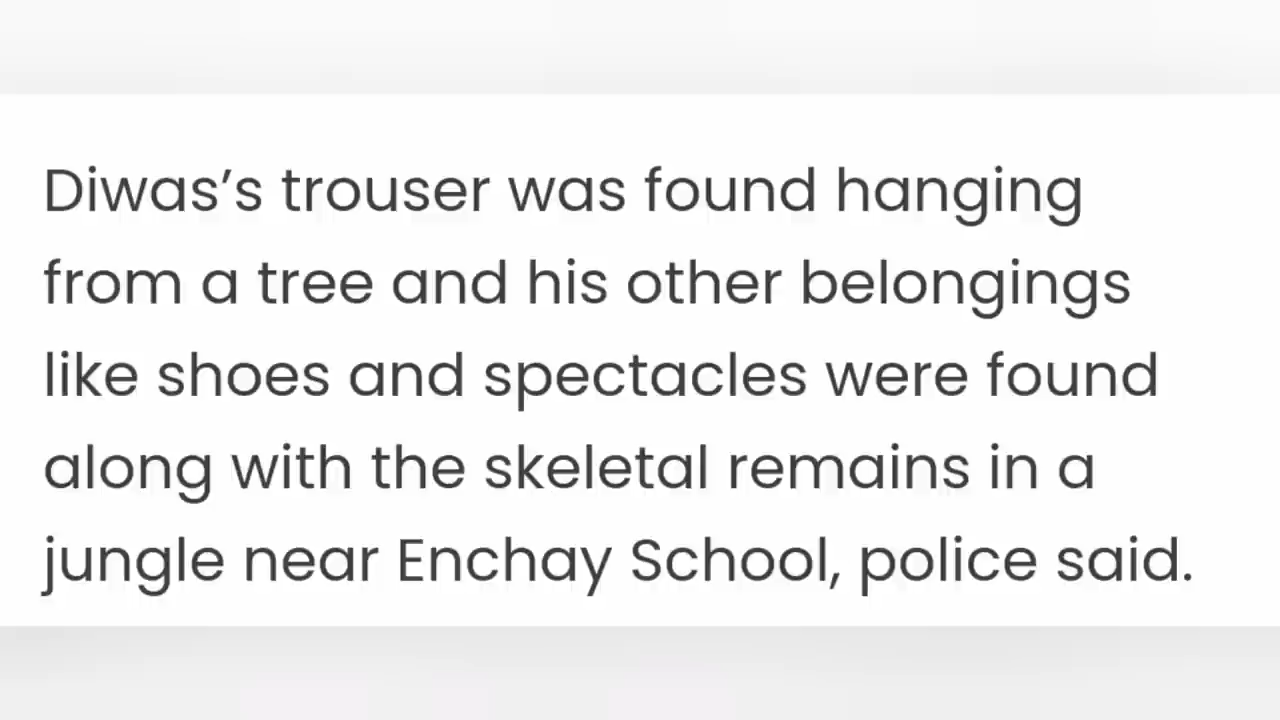 Diwas’s trouser was found hanging
from a tree and his other belongings
like shoes and spectacles were found
along with the skeletal remains in a
jungle near Enchay School, police said.